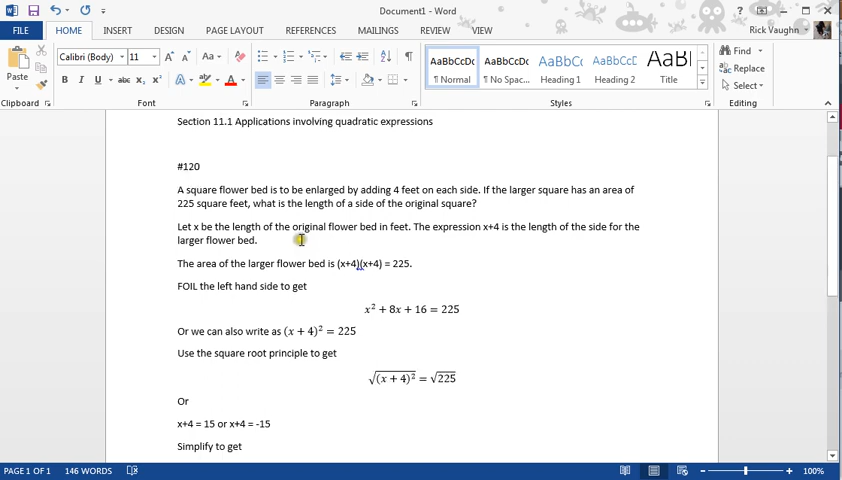 Document1 - Word
FILE HOME INSERT DESIGN PAGE LAYOUT REFERENCES MAILINGS REVIEW VIEW Rick Vaughn
Paste
Calibri (Body) 11 Aa
B I U abc X₂ X² A ab A
AaBbCcDc AaBbCcDc AaBbCc AaBbCcD AaBb
¶ Normal ¶ No Spac... Heading 1 Heading 2 Title
Find
Replace
Select
Clipboard Font Paragraph Styles Editing
Section 11.1 Applications involving quadratic expressions
#120
A square flower bed is to be enlarged by adding 4 feet on each side. If the larger square has an area of
225 square feet, what is the length of a side of the original square?
Let x be the length of the original flower bed in feet. The expression x+4 is the length of the side for the
larger flower bed.
The area of the larger flower bed is (x+4)(x+4) = 225.
FOIL the left hand side to get
x² + 8x + 16 = 225
Or we can also write as (x + 4)² = 225
Use the square root principle to get
√(x + 4)² = √225
Or
x+4 = 15 or x+4 = -15
Simplify to get
PAGE 1 OF 1 146 WORDS 100%